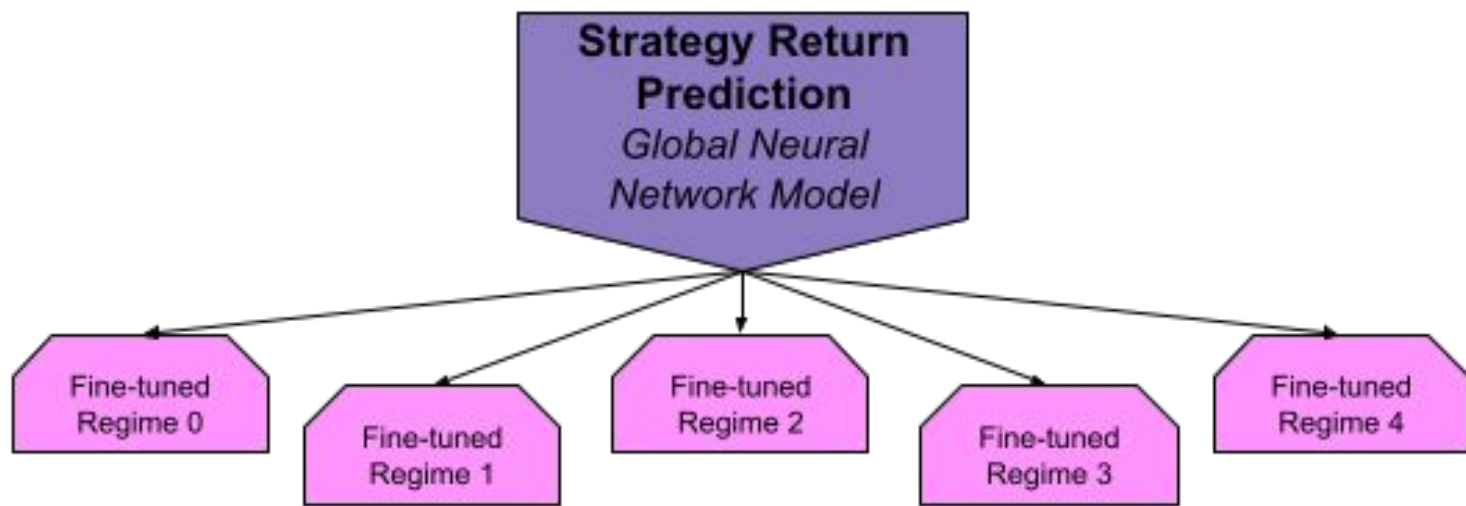 Strategy Return
Prediction
Global Neural
Network Model
Fine-tuned
Regime 0
Fine-tuned
Regime 1
Fine-tuned
Regime 2
Fine-tuned
Regime 3
Fine-tuned
Regime 4